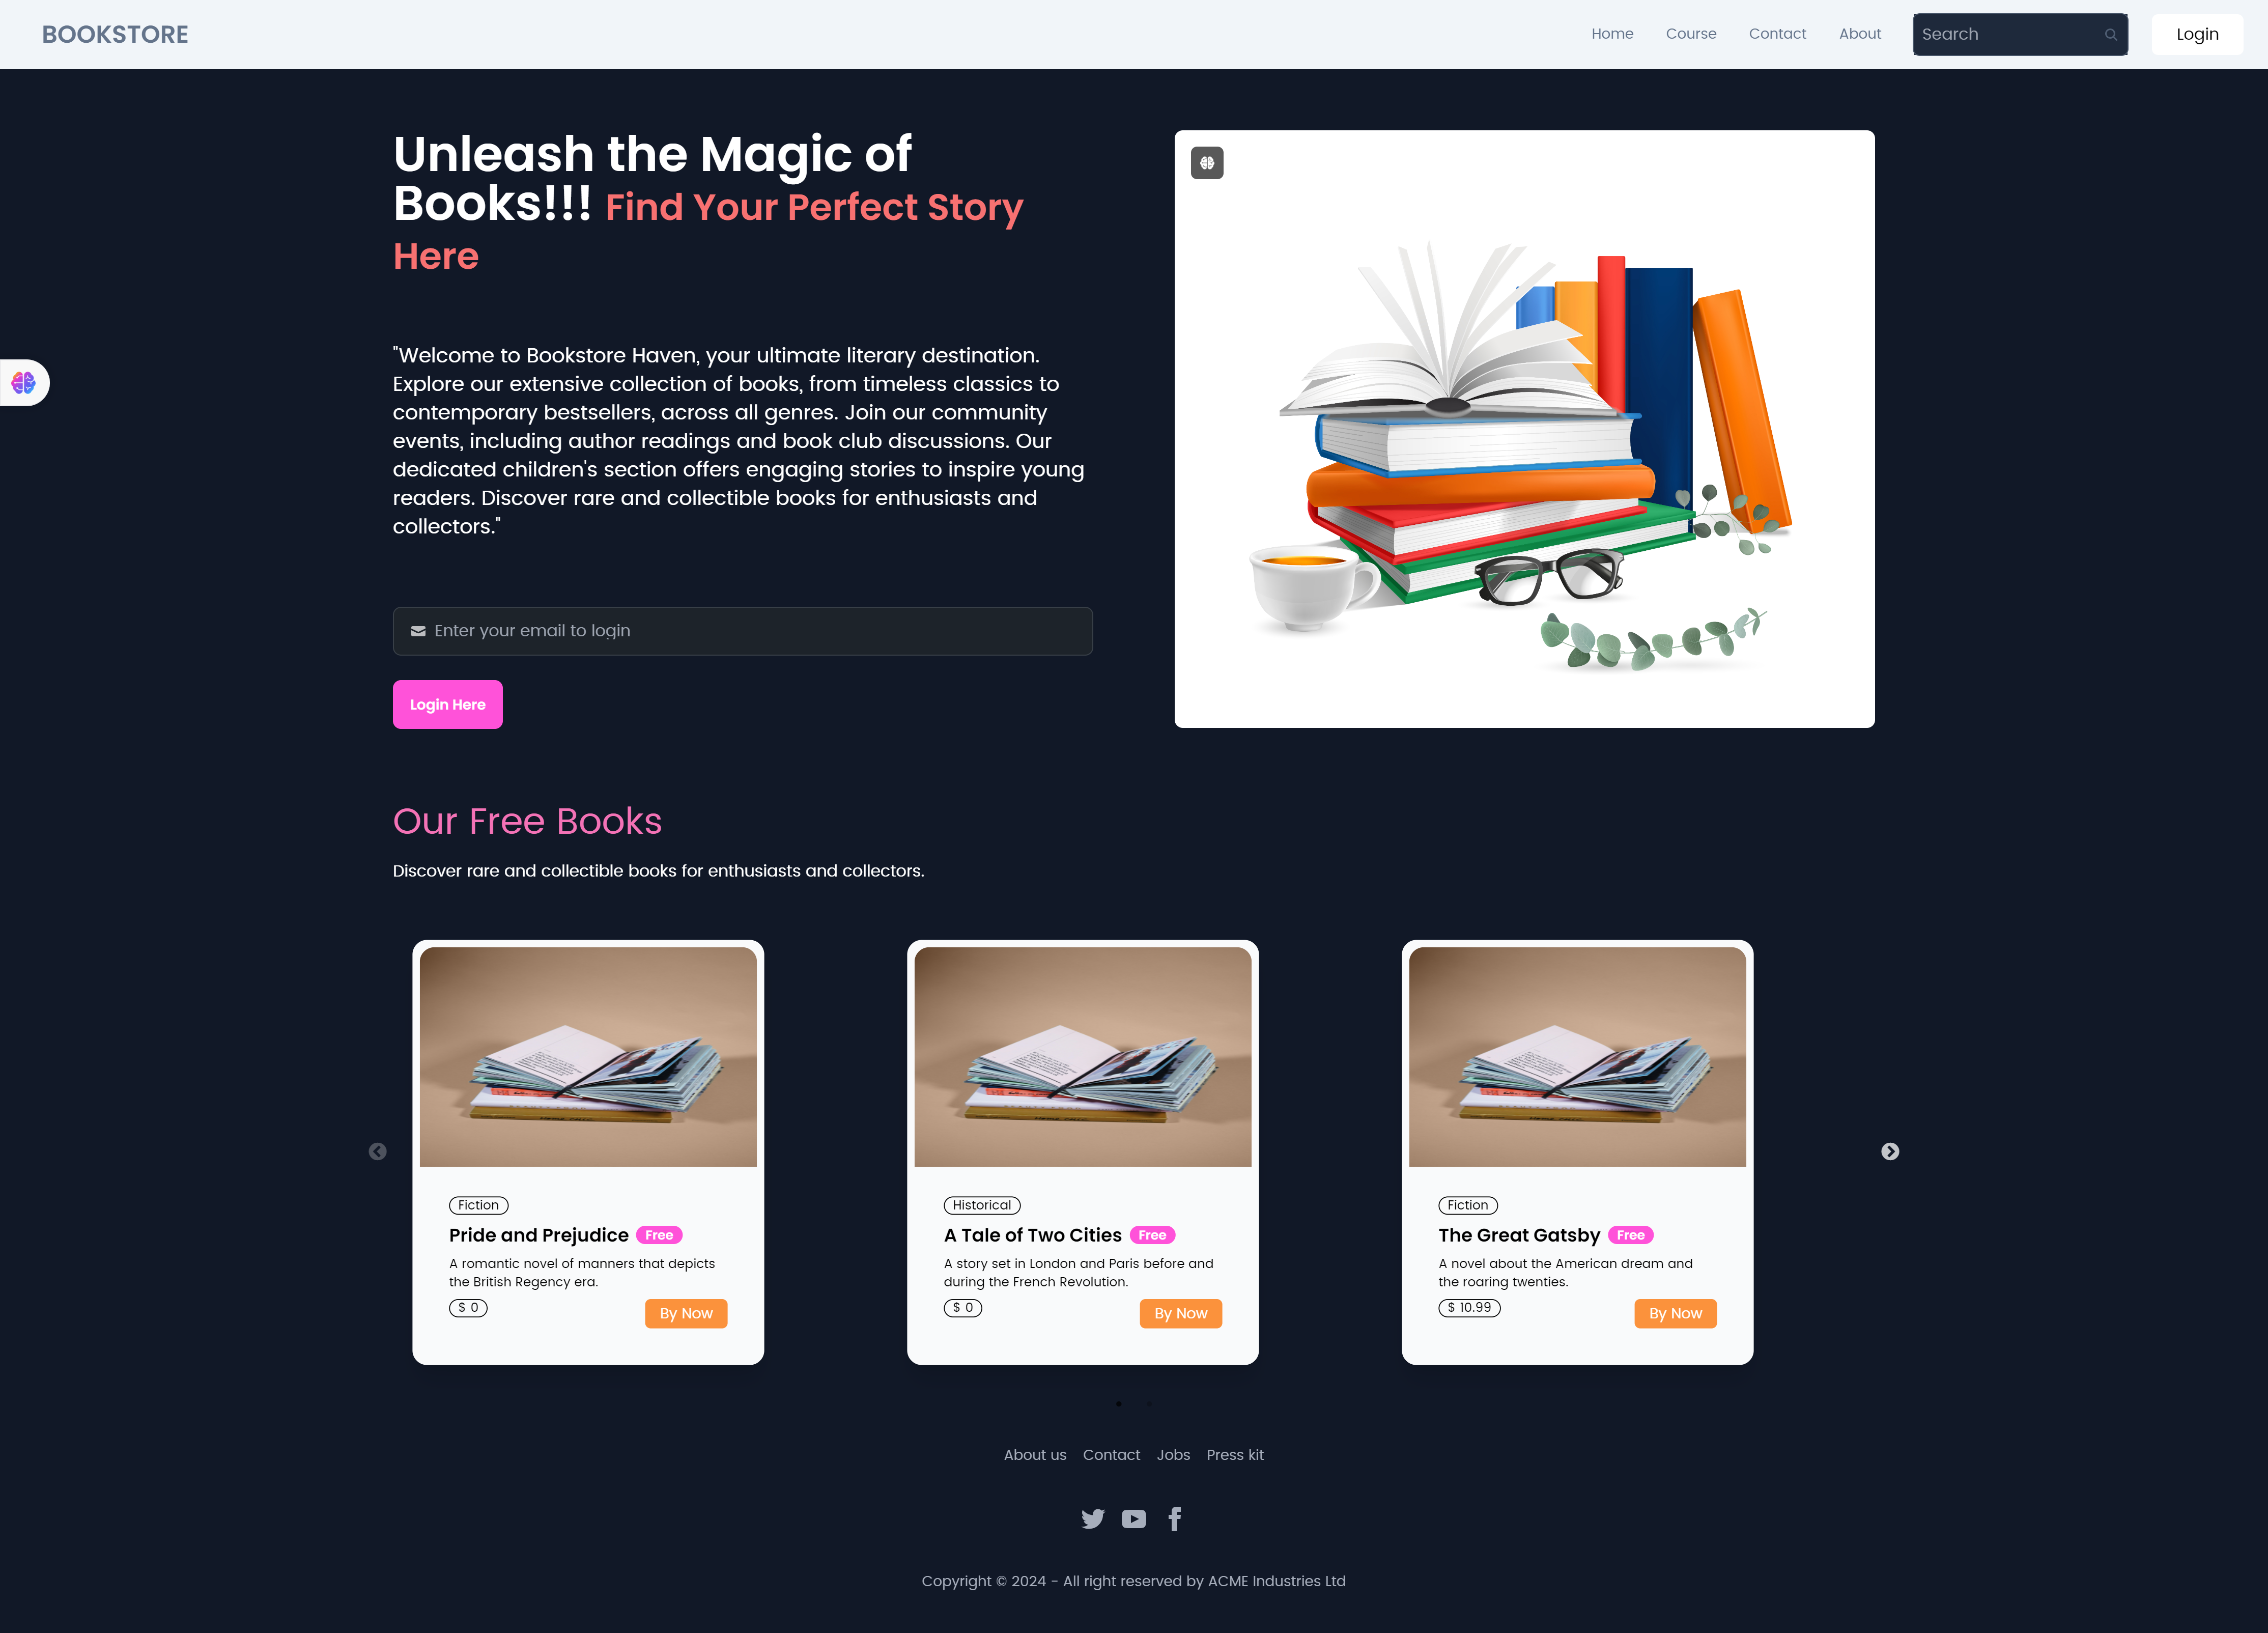 BOOKSTORE
Home
Course
Contact
About
Search
Login
Unleash the Magic of
Books!!! Find Your Perfect Story
Here
"Welcome to Bookstore Haven, your ultimate literary destination.
Explore our extensive collection of books, from timeless classics to
contemporary bestsellers, across all genres. Join our community
events, including author readings and book club discussions. Our
dedicated children's section offers engaging stories to inspire young
readers. Discover rare and collectible books for enthusiasts and
collectors."
Enter your email to login
Login Here
Our Free Books
Discover rare and collectible books for enthusiasts and collectors.
Fiction
Pride and Prejudice Free
A romantic novel of manners that depicts
the British Regency era.
$ 0
By Now
Historical
A Tale of Two Cities Free
A story set in London and Paris before and
during the French Revolution.
$ 0
By Now
Fiction
The Great Gatsby Free
A novel about the American dream and
the roaring twenties.
$ 10.99
By Now
About us
Contact
Jobs
Press kit
Copyright © 2024 - All right reserved by ACME Industries Ltd